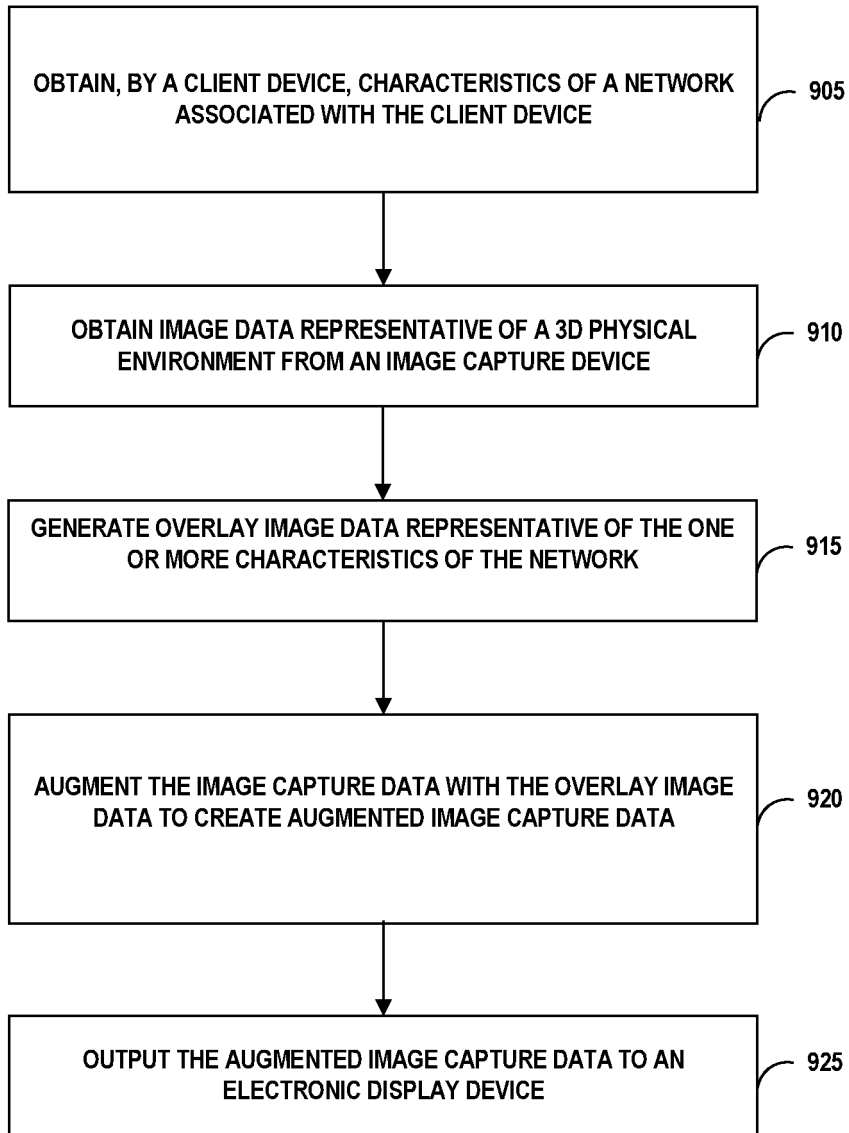 OBTAIN, BY A CLIENT DEVICE, CHARACTERISTICS OF A NETWORK
ASSOCIATED WITH THE CLIENT DEVICE
905
OBTAIN IMAGE DATA REPRESENTATIVE OF A 3D PHYSICAL
ENVIRONMENT FROM AN IMAGE CAPTURE DEVICE
910
GENERATE OVERLAY IMAGE DATA REPRESENTATIVE OF THE ONE
OR MORE CHARACTERISTICS OF THE NETWORK
915
AUGMENT THE IMAGE CAPTURE DATA WITH THE OVERLAY IMAGE
DATA TO CREATE AUGMENTED IMAGE CAPTURE DATA
920
OUTPUT THE AUGMENTED IMAGE CAPTURE DATA TO AN
ELECTRONIC DISPLAY DEVICE
925